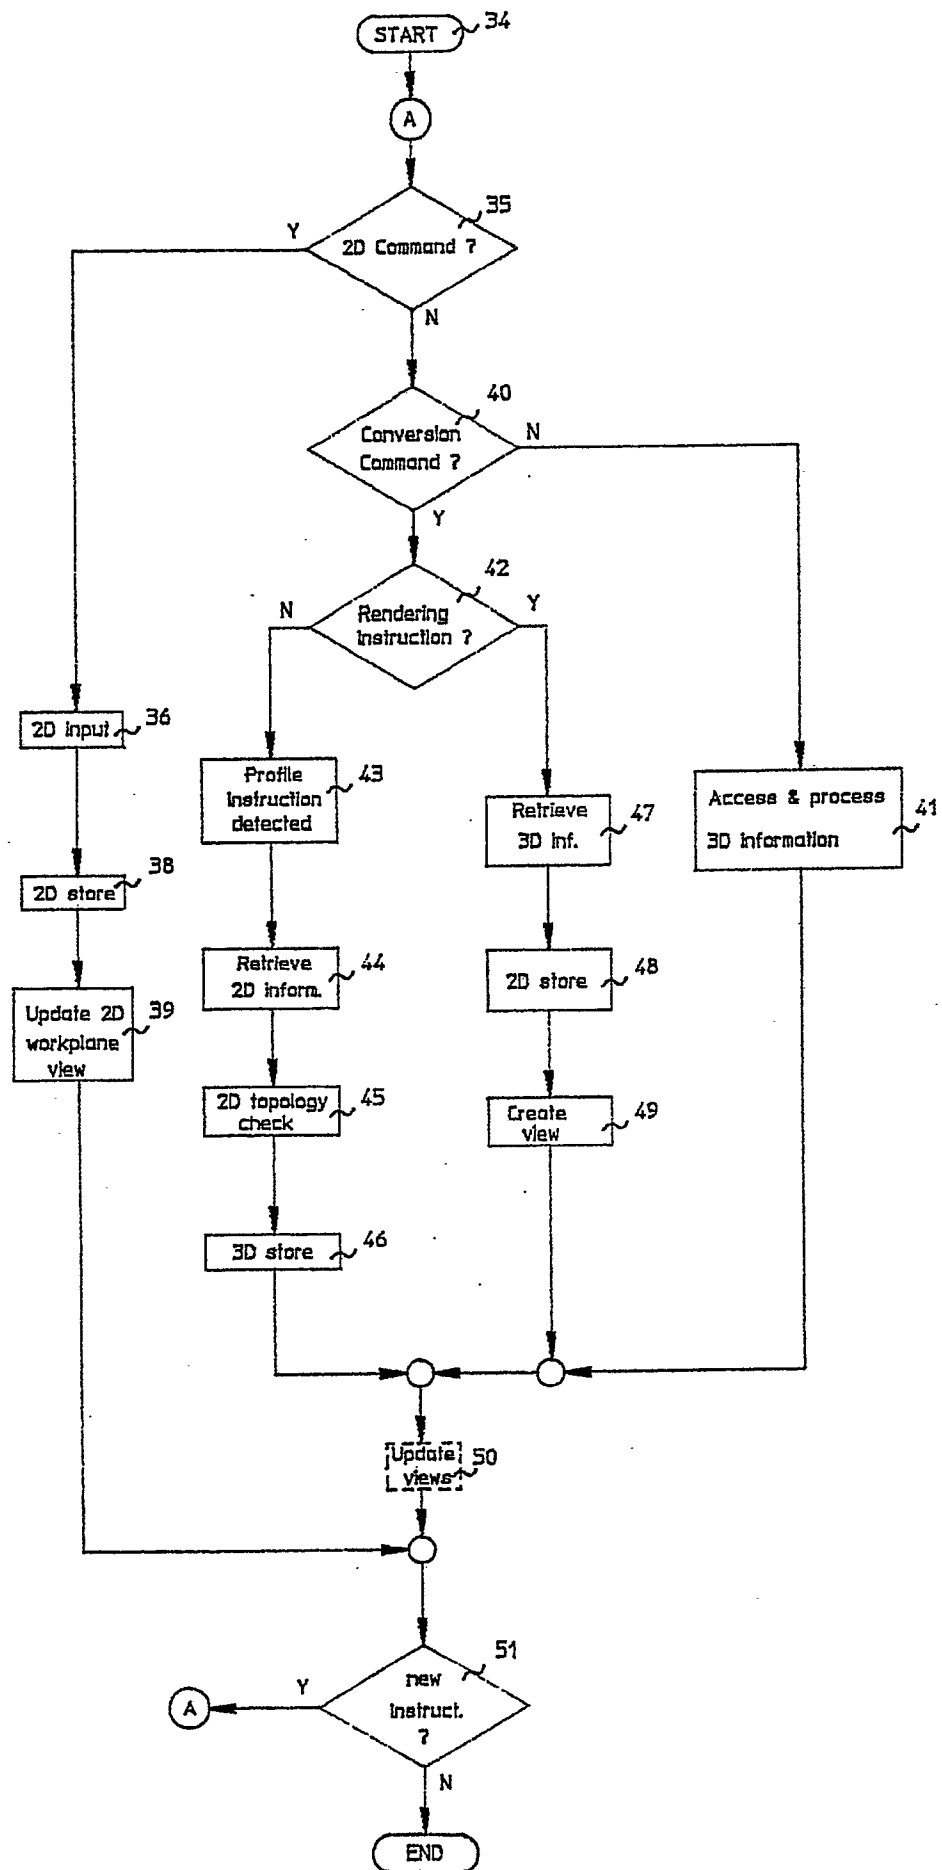 START
34
A
35
2D Command ?
Y
N
40
Conversion
Command ?
N
Y
42
Rendering
Instruction ?
N
Y
2D Input
36
Profile
Instruction
detected
43
Retrieve
3D inf.
47
Access & process
3D information
41
2D store
38
Retrieve
2D inform.
44
2D store
48
Update 2D
workplane
view
39
2D topology
check
45
Create
view
49
3D store
46
Update
views
50
new
instruct.
?
51
Y
A
N
END